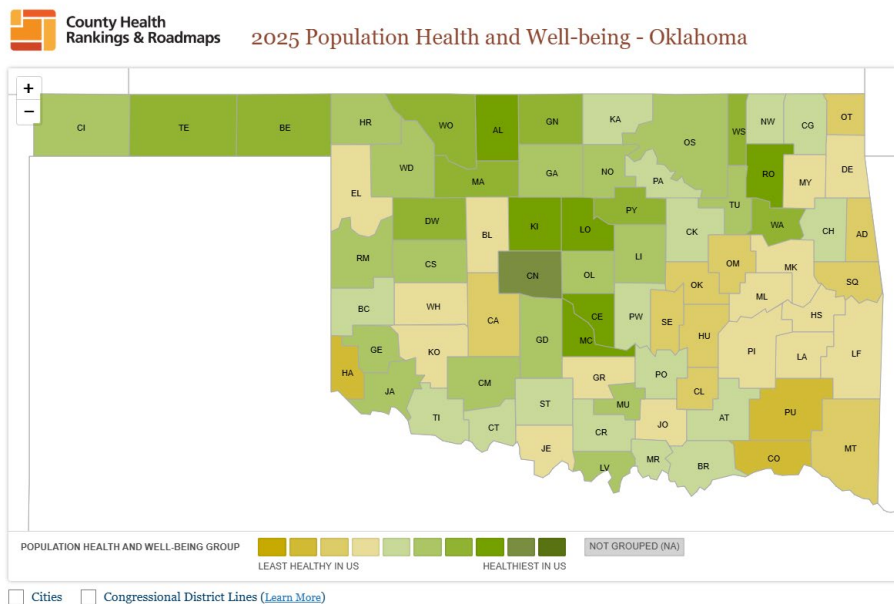 County Health
Rankings & Roadmaps
2025 Population Health and Well-being - Oklahoma
+
−
CI TE BE HR WO AL GN KA OS WS NW CG OT
WD MA GA NO PA RO MY DE
EL DW BL KI LO PY CK TU WA CH AD
RM CS CN OL LI OM MK SQ
BC WH CA CE PW SE OK ML HS
GE KO GD MC HU PI LA LF
HA JA CM GR PO CL PU
TI CT ST MU AT MT
JE CR JO CO
LV MR BR
POPULATION HEALTH AND WELL-BEING GROUP
LEAST HEALTHY IN US
HEALTHIEST IN US
NOT GROUPED (NA)
Cities
Congressional District Lines (Learn More)